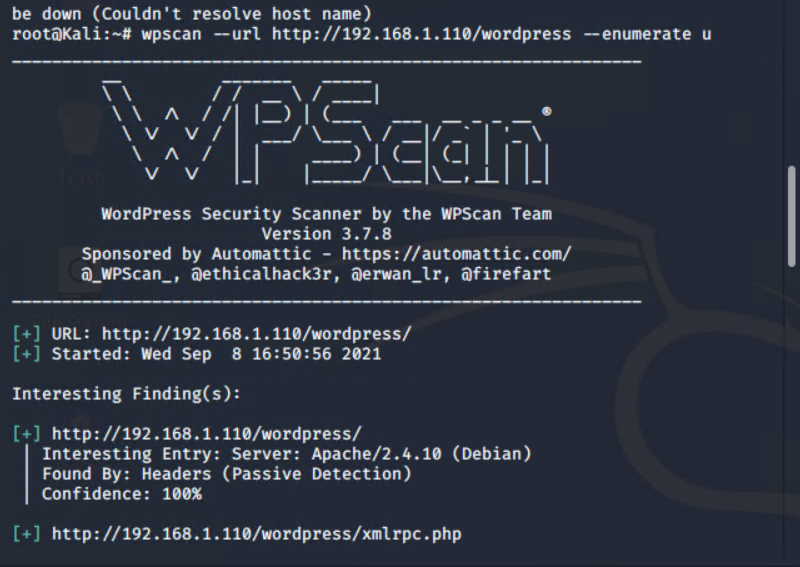 be down (Couldn't resolve host name)
root@Kali:~# wpscan --url http://192.168.1.110/wordpress --enumerate u
WPScan®
WordPress Security Scanner by the WPScan Team
Version 3.7.8
Sponsored by Automattic - https://automattic.com/
@_WPScan_, @ethicalhack3r, @erwan_lr, @firefart
[+] URL: http://192.168.1.110/wordpress/
[+] Started: Wed Sep  8 16:50:56 2021
Interesting Finding(s):
[+] http://192.168.1.110/wordpress/
| Interesting Entry: Server: Apache/2.4.10 (Debian)
| Found By: Headers (Passive Detection)
| Confidence: 100%
[+] http://192.168.1.110/wordpress/xmlrpc.php
Trash